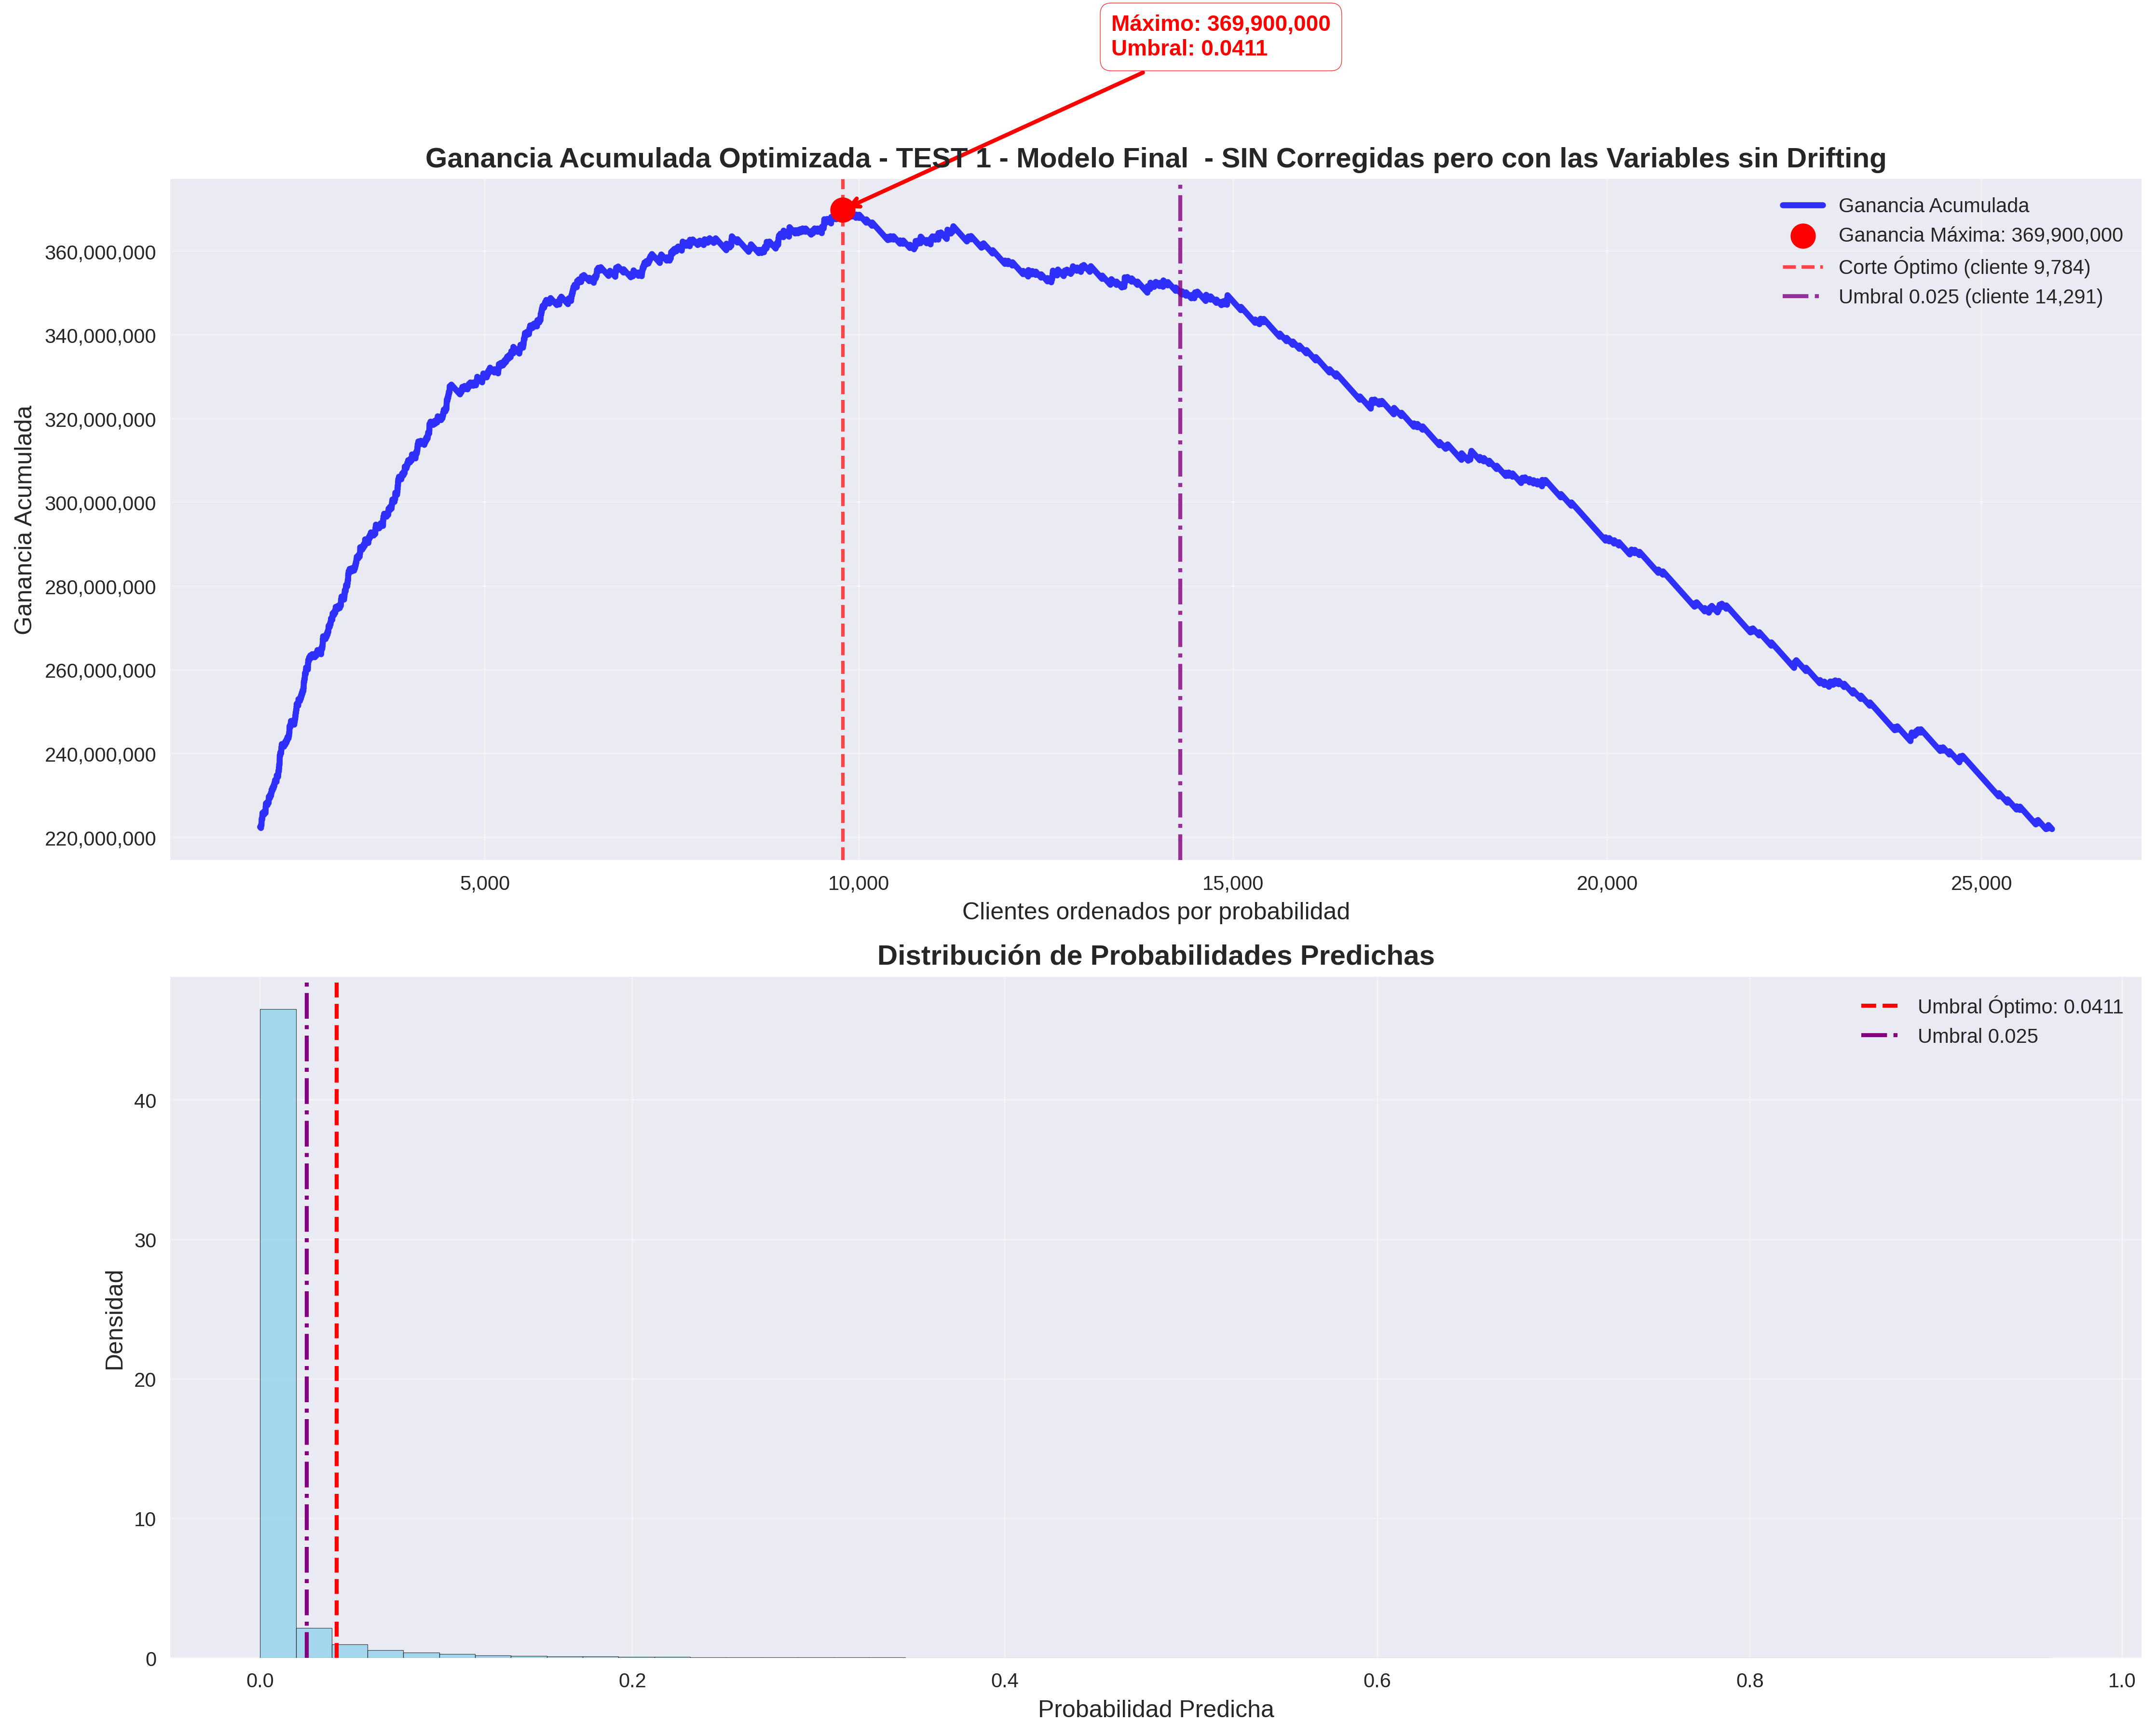 Máximo: 369,900,000
Umbral: 0.0411
Ganancia Acumulada Optimizada - TEST 1 - Modelo Final  - SIN Corregidas pero con las Variables sin Drifting
Ganancia Acumulada
Ganancia Máxima: 369,900,000
Corte Óptimo (cliente 9,784)
Umbral 0.025 (cliente 14,291)
Ganancia Acumulada
360,000,000
340,000,000
320,000,000
300,000,000
280,000,000
260,000,000
240,000,000
220,000,000
5,000
10,000
15,000
20,000
25,000
Clientes ordenados por probabilidad
Distribución de Probabilidades Predichas
Umbral Óptimo: 0.0411
Umbral 0.025
Densidad
40
30
20
10
0
0.0
0.2
0.4
0.6
0.8
1.0
Probabilidad Predicha